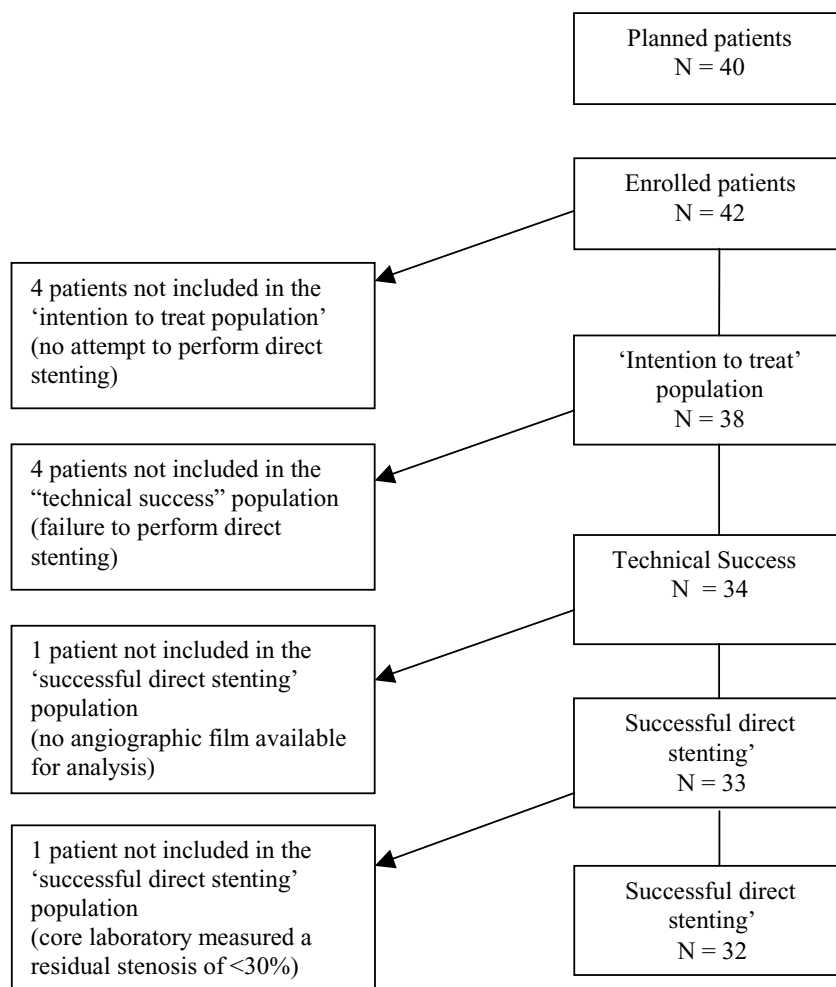 Planned patients
N = 40
Enrolled patients
N = 42
4 patients not included in the
‘intention to treat population’
(no attempt to perform direct
stenting)
‘Intention to treat’
population
N = 38
4 patients not included in the
“technical success” population
(failure to perform direct
stenting)
Technical Success
N = 34
1 patient not included in the
‘successful direct stenting’
population
(no angiographic film available
for analysis)
Successful direct
stenting’
N = 33
1 patient not included in the
‘successful direct stenting’
population
(core laboratory measured a
residual stenosis of <30%)
Successful direct
stenting’
N = 32